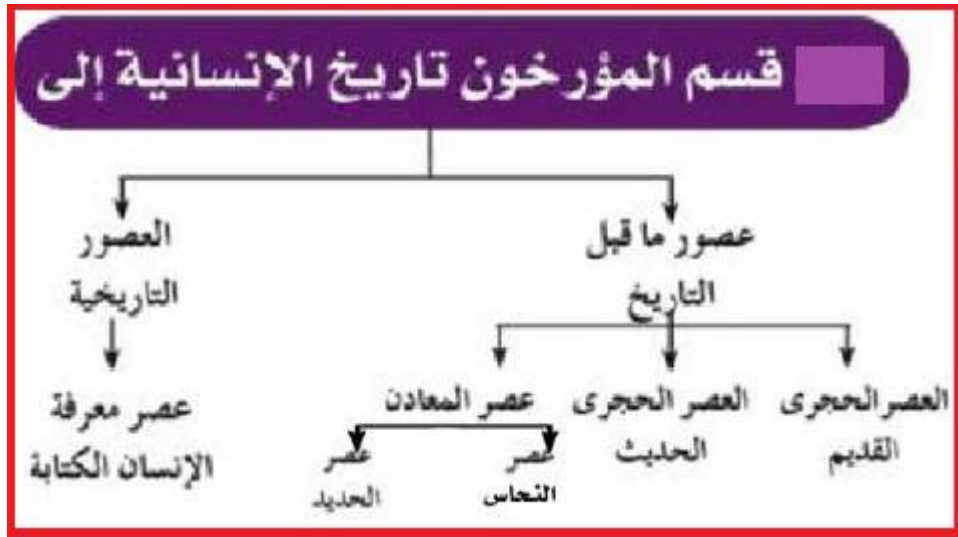 قسم المؤرخون تاريخ الإنسانية إلى
عصور ما قبل
التاريخ
العصور
التاريخية
العصر الحجرى
القديم
العصر الحجرى
الحديث
عصر المعادن
عصر
النحاس
عصر
الحديد
عصر معرفة
الإنسان الكتابة